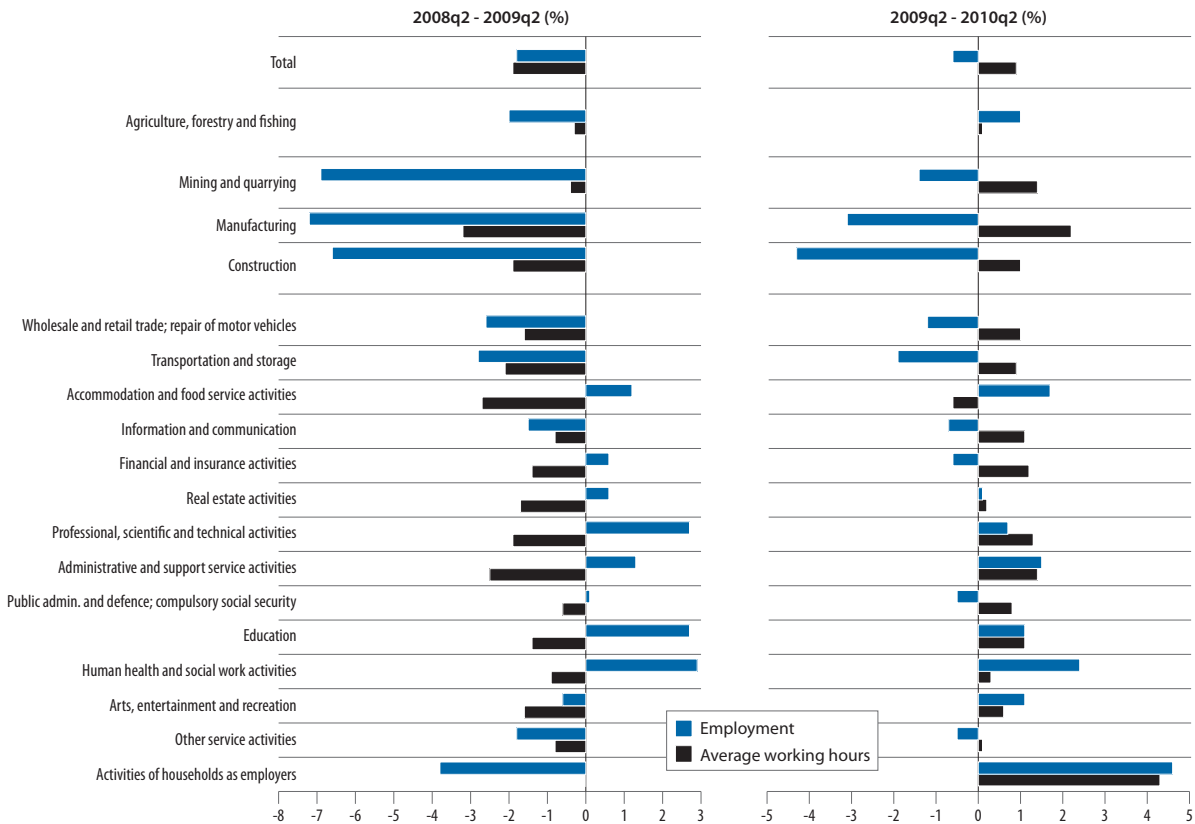 2008q2 - 2009q2 (%)
2009q2 - 2010q2 (%)
Total
Agriculture, forestry and fishing
Mining and quarrying
Manufacturing
Construction
Wholesale and retail trade; repair of motor vehicles
Transportation and storage
Accommodation and food service activities
Information and communication
Financial and insurance activities
Real estate activities
Professional, scientific and technical activities
Administrative and support service activities
Public admin. and defence; compulsory social security
Education
Human health and social work activities
Arts, entertainment and recreation
Other service activities
Activities of households as employers
Employment
Average working hours
-8 -7 -6 -5 -4 -3 -2 -1 0 1 2 3
-5 -4 -3 -2 -1 0 1 2 3 4 5